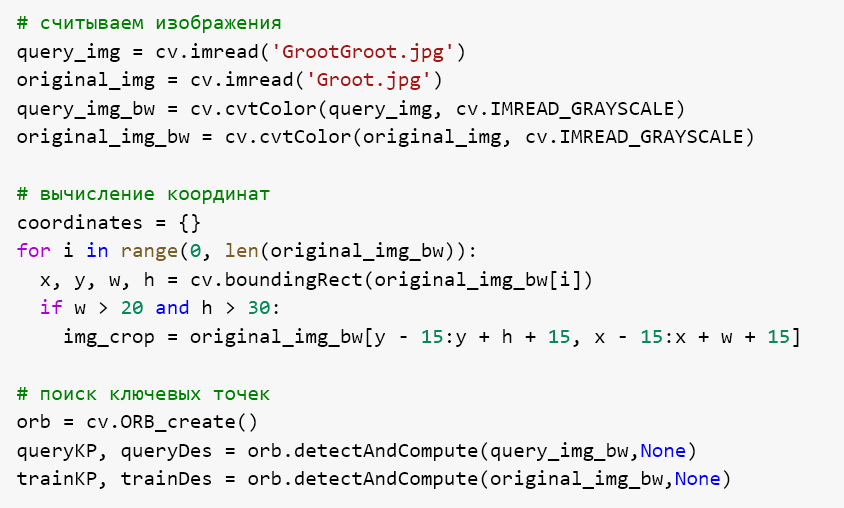 # считываем изображения
query_img = cv.imread('GrootGroot.jpg')
original_img = cv.imread('Groot.jpg')
query_img_bw = cv.cvtColor(query_img, cv.IMREAD_GRAYSCALE)
original_img_bw = cv.cvtColor(original_img, cv.IMREAD_GRAYSCALE)
# вычисление координат
coordinates = {}
for i in range(0, len(original_img_bw)):
  x, y, w, h = cv.boundingRect(original_img_bw[i])
  if w > 20 and h > 30:
    img_crop = original_img_bw[y - 15:y + h + 15, x - 15:x + w + 15]
# поиск ключевых точек
orb = cv.ORB_create()
queryKP, queryDes = orb.detectAndCompute(query_img_bw,None)
trainKP, trainDes = orb.detectAndCompute(original_img_bw,None)